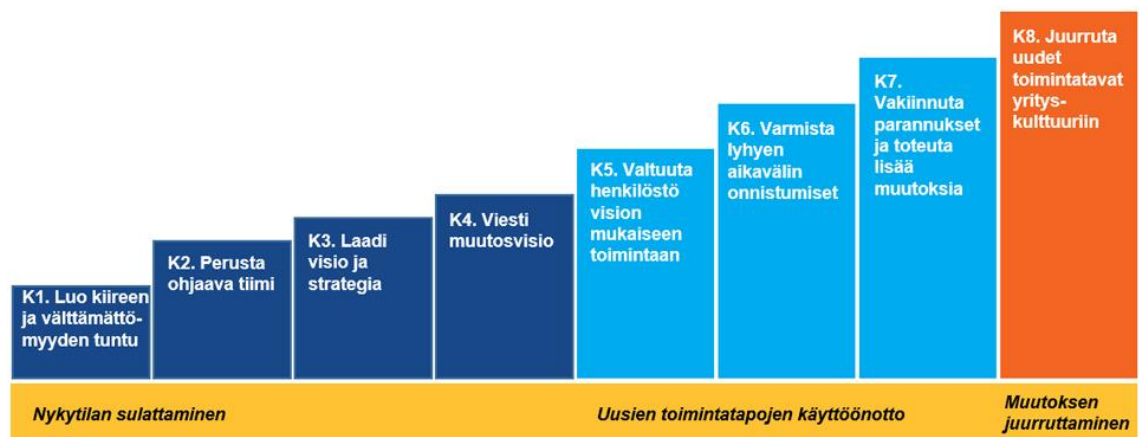 K1. Luo kiireen
ja välttämättö-
myyden tuntu
K2. Perusta
ohjaava tiimi
K3. Laadi
visio ja
strategia
K4. Viesti
muutosvisio
K5. Valtuuta
henkilöstö
vision
mukaiseen
toimintaan
K6. Varmista
lyhyen
aikavälin
onnistumiset
K7.
Vakiinnuta
parannukset
ja toteuta
lisää
muutoksia
K8. Juurruta
uudet
toimintatavat
yritys-
kulttuuriin
Nykytilan sulattaminen
Uusien toimintatapojen käyttöönotto
Muutoksen
juurruttaminen